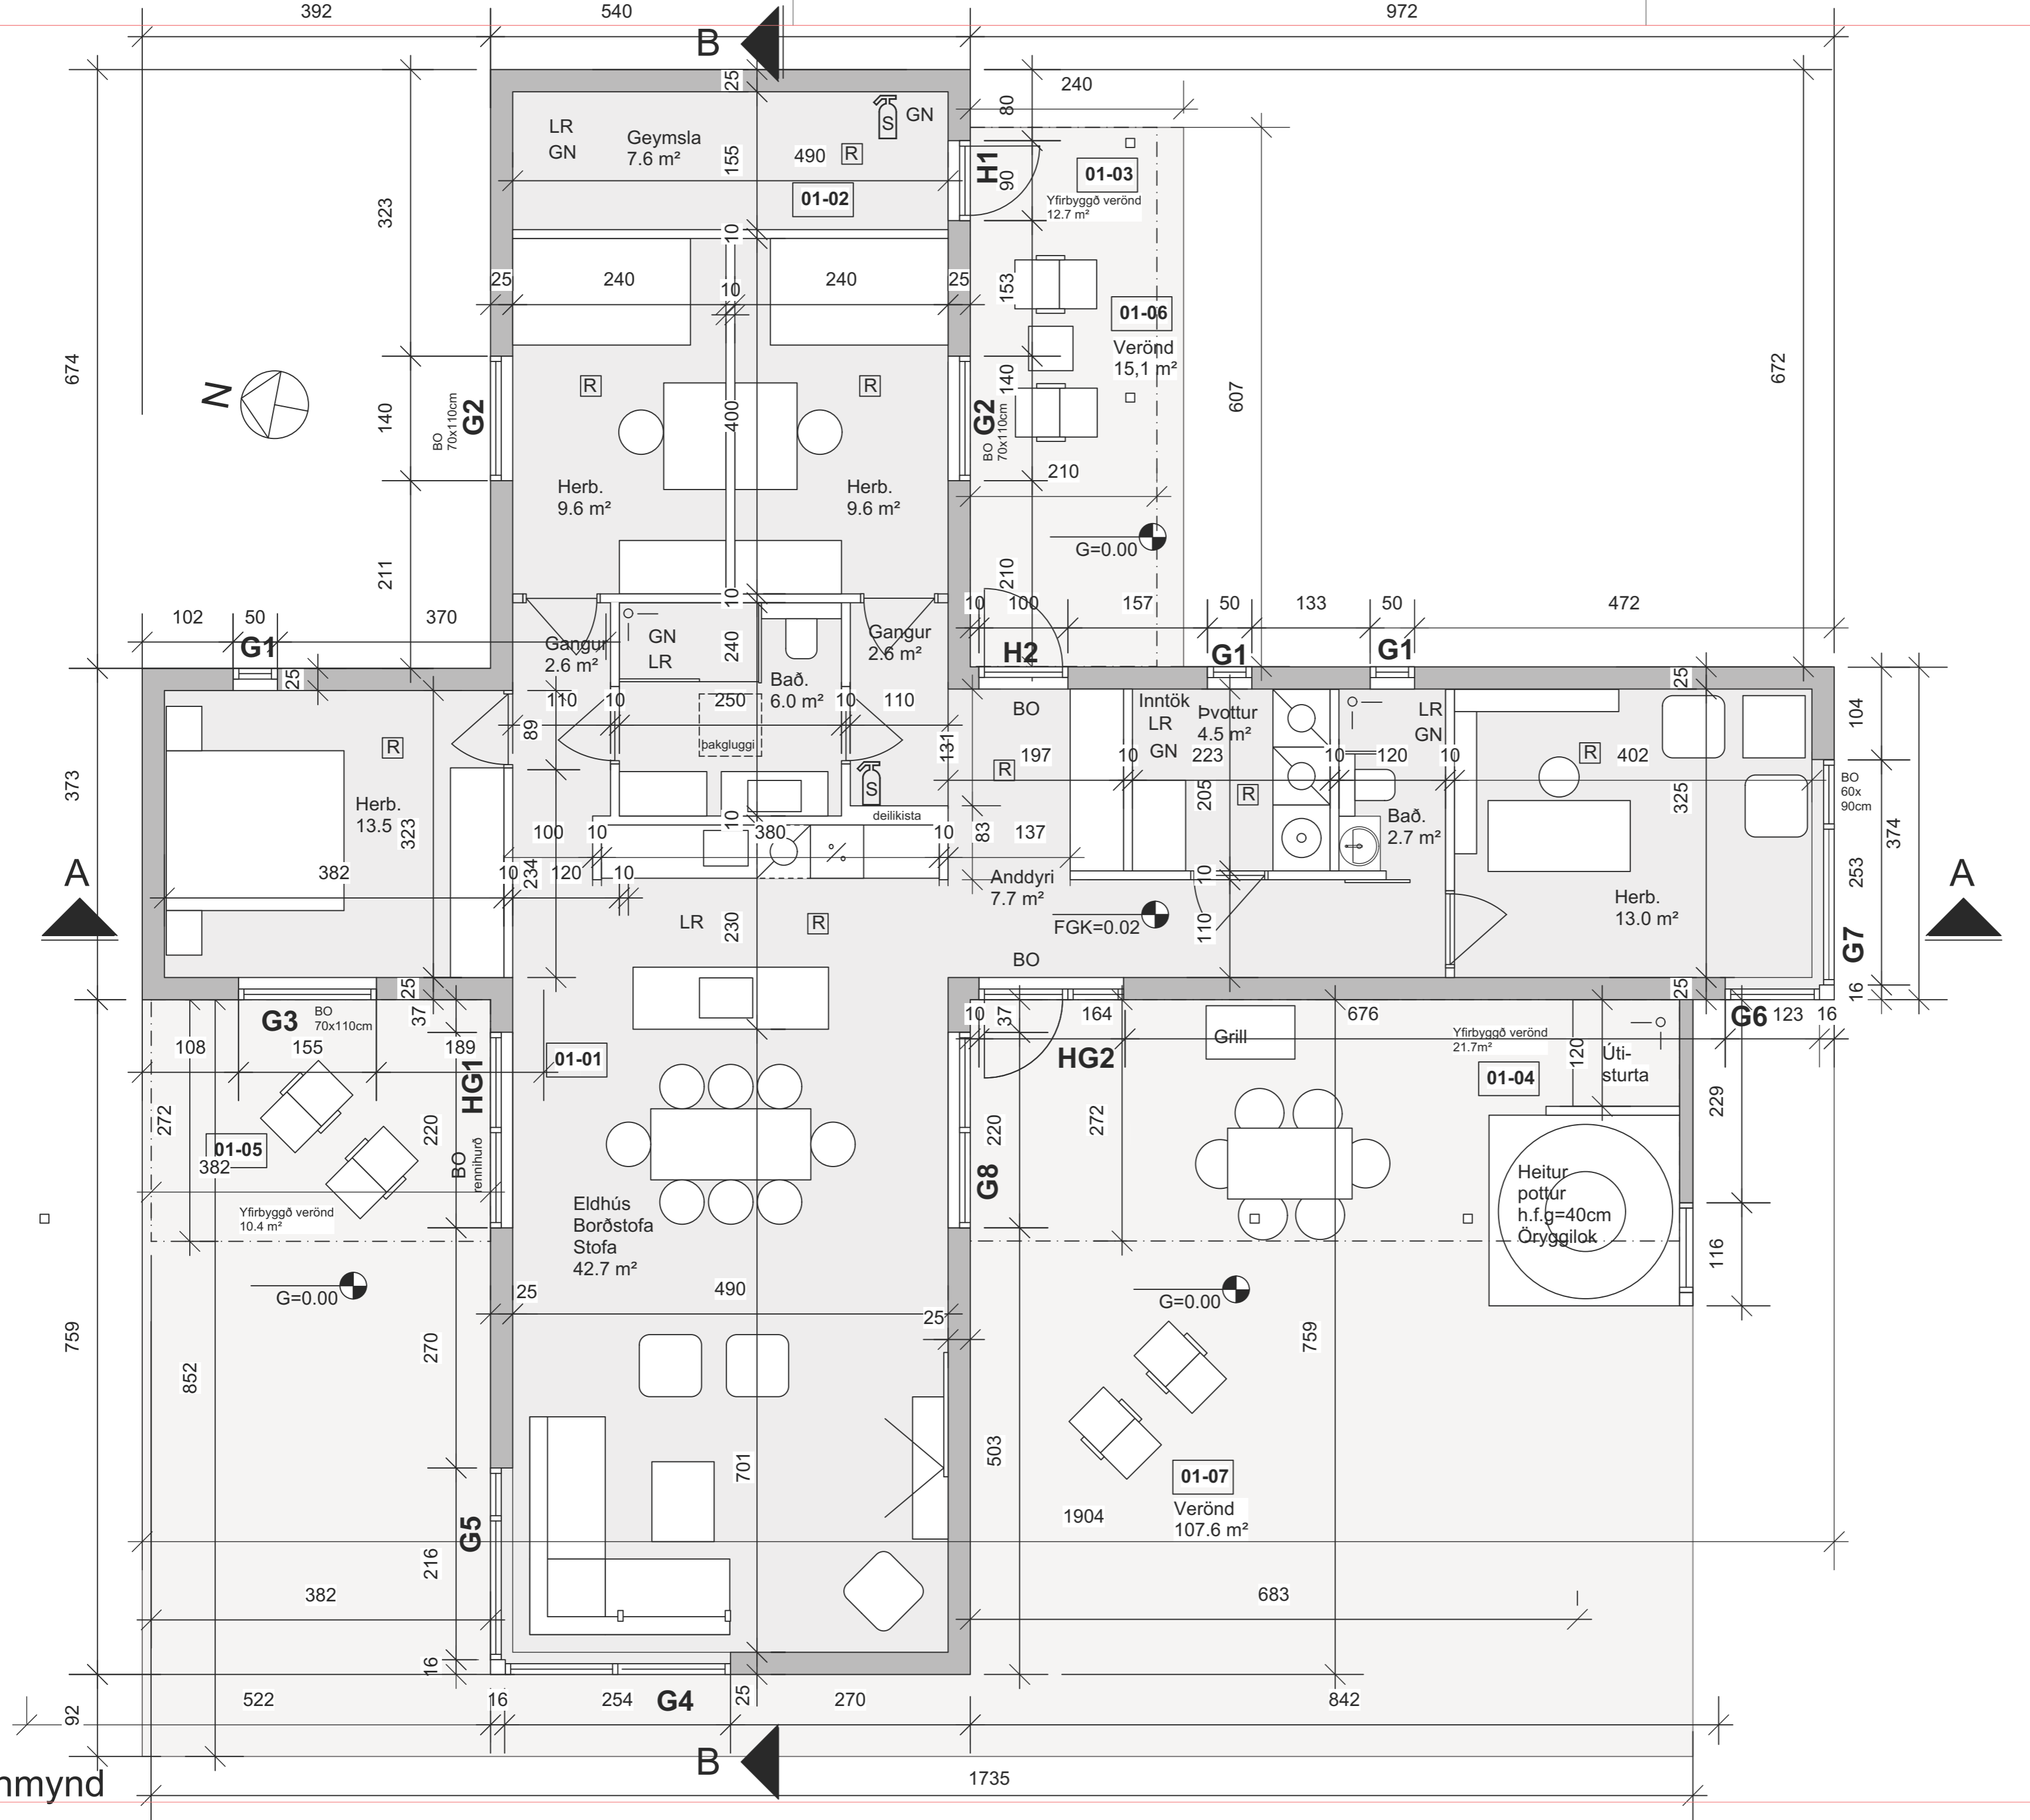 392
540
972
B
25
240
80
LR
GN
Geymsla
7.6 m²
S
GN
155
490
R
01-02
H1
90
01-03
Yfirbyggð verönd
12.7 m²
323
10
25
240
10
240
25
153
01-06
Verönd
15,1 m²
674
N
R
R
140
G2
BO
70x110cm
400
G2
BO
70x110cm
140
607
672
210
Herb.
9.6 m²
Herb.
9.6 m²
G=0.00
211
10
210
102
50
370
10
100
157
50
133
50
472
G1
25
Gangur
2.6 m²
GN
LR
240
Gangur
2.6 m²
H2
G1
G1
25
Bað.
6.0 m²
110
10
250
10
110
BO
Inntök
LR
GN
Þvottur
4.5 m²
LR
GN
104
R
89
þakgluggi
131
197
10
223
10
120
10
R
402
R
BO
60x
90cm
373
Herb.
13.5
323
S
deilikista
205
R
325
374
10
100
10
380
10
83
137
Bað.
2.7 m²
A
382
10
234
120
10
Anddyri
7.7 m²
10
253
A
LR
R
230
FGK=0.02
110
Herb.
13.0 m²
G7
BO
25
25
16
G3
BO
70x110cm
37
10
37
164
676
G6
123
16
108
155
189
HG1
01-01
HG2
Grill
Yfirbyggð verönd
21.7m²
120
Úti-
sturta
01-04
272
220
220
272
229
01-05
382
BO
rennihurð
G8
Heitur
pottur
h.f.g=40cm
Öryggilok
Yfirbyggð verönd
10.4 m²
Eldhús
Borðstofa
Stofa
42.7 m²
116
G=0.00
25
490
25
G=0.00
759
852
270
759
701
503
01-07
Verönd
107.6 m²
1904
G5
216
382
683
16
522
16
254
G4
25
270
842
92
B
1735
nmynd